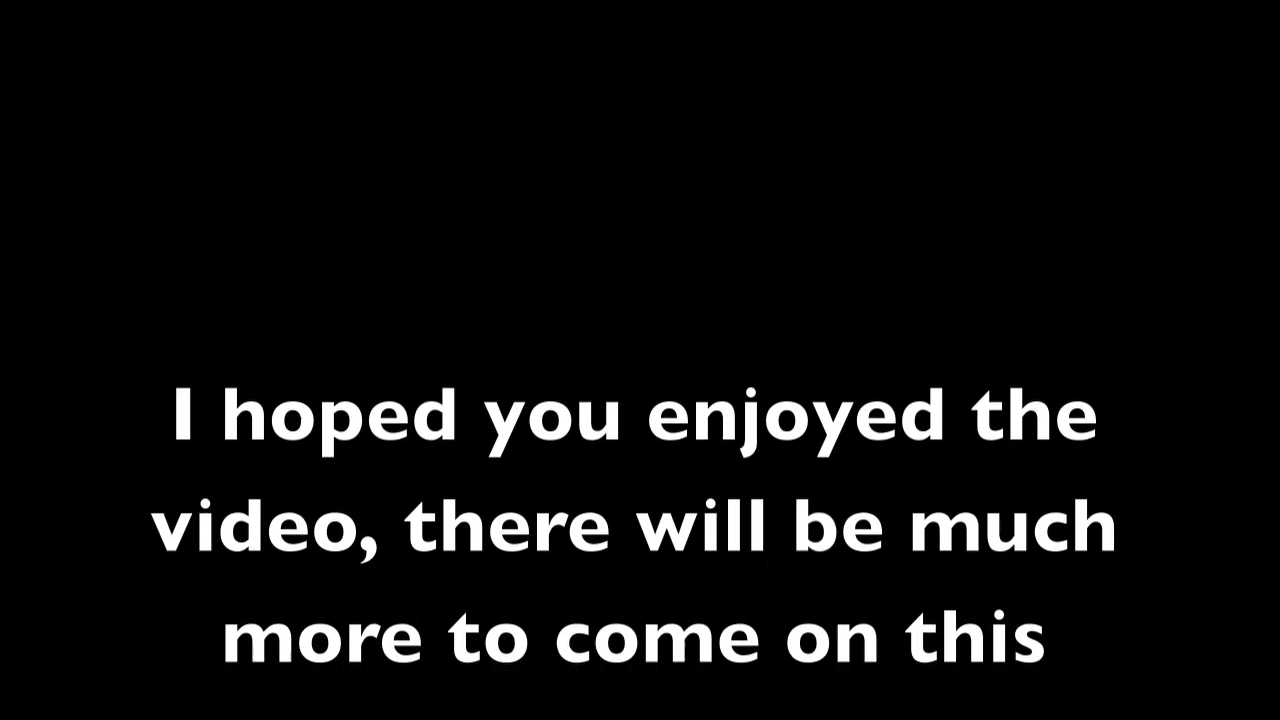 I hoped you enjoyed the
video, there will be much
more to come on this